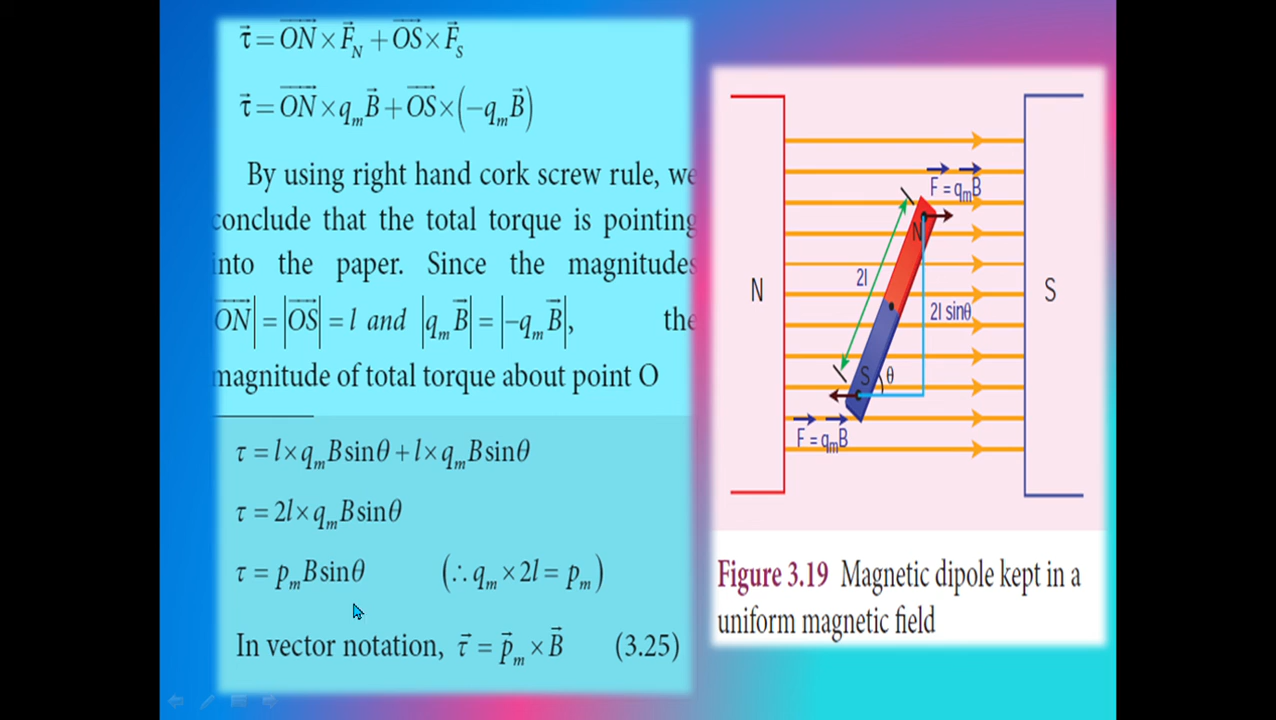 τ⃗ = ON⃗ × F⃗_N + OS⃗ × F⃗_S
τ⃗ = ON⃗ × q_m B⃗ + OS⃗ × (−q_m B⃗)
By using right hand cork screw rule, we
conclude that the total torque is pointing
into the paper. Since the magnitudes
|ON⃗| = |OS⃗| = l and |q_m B⃗| = |−q_m B⃗|, the
magnitude of total torque about point O
τ = l × q_m B sinθ + l × q_m B sinθ
τ = 2l × q_m B sinθ
τ = p_m B sinθ (∴ q_m × 2l = p_m)
In vector notation, τ⃗ = p⃗_m × B⃗ (3.25)
F⃗ = q_m B⃗
N
2l
N
S
2l sinθ
S
θ
F⃗ = q_m B⃗
Figure 3.19 Magnetic dipole kept in a
uniform magnetic field